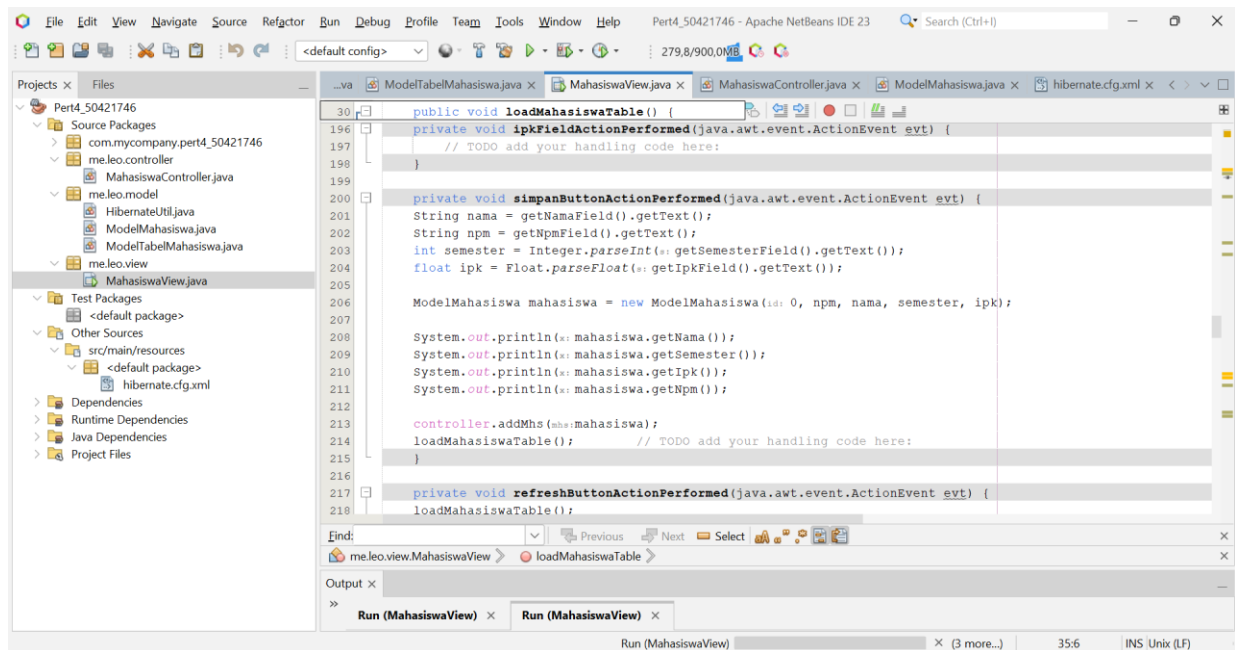 File Edit View Navigate Source Refactor Run Debug Profile Team Tools Window Help Pert4_50421746 - Apache NetBeans IDE 23 Search (Ctrl+I)
<default config> 279,8/900,0MB
Projects × Files
...va ModelTabelMahasiswa.java × MahasiswaView.java × MahasiswaController.java × ModelMahasiswa.java × hibernate.cfg.xml ×
Pert4_50421746
Source Packages
com.mycompany.pert4_50421746
me.leo.controller
MahasiswaController.java
me.leo.model
HibernateUtil.java
ModelMahasiswa.java
ModelTabelMahasiswa.java
me.leo.view
MahasiswaView.java
Test Packages
<default package>
Other Sources
src/main/resources
<default package>
hibernate.cfg.xml
Dependencies
Runtime Dependencies
Java Dependencies
Project Files
30 public void loadMahasiswaTable() {
196 private void ipkFieldActionPerformed(java.awt.event.ActionEvent evt) {
197 // TODO add your handling code here:
198 }
199
200 private void simpanButtonActionPerformed(java.awt.event.ActionEvent evt) {
201 String nama = getNamaField().getText();
202 String npm = getNpmField().getText();
203 int semester = Integer.parseInt(s: getSemesterField().getText());
204 float ipk = Float.parseFloat(s: getIpkField().getText());
205
206 ModelMahasiswa mahasiswa = new ModelMahasiswa(id: 0, npm, nama, semester, ipk);
207
208 System.out.println(x: mahasiswa.getNama());
209 System.out.println(x: mahasiswa.getSemester());
210 System.out.println(x: mahasiswa.getIpk());
211 System.out.println(x: mahasiswa.getNpm());
212
213 controller.addMhs(mhs: mahasiswa);
214 loadMahasiswaTable(); // TODO add your handling code here:
215 }
216
217 private void refreshButtonActionPerformed(java.awt.event.ActionEvent evt) {
218 loadMahasiswaTable();
Find: Previous Next Select
me.leo.view.MahasiswaView loadMahasiswaTable
Output ×
Run (MahasiswaView) × Run (MahasiswaView) ×
Run (MahasiswaView) × (3 more...) 35:6 INS Unix (LF)